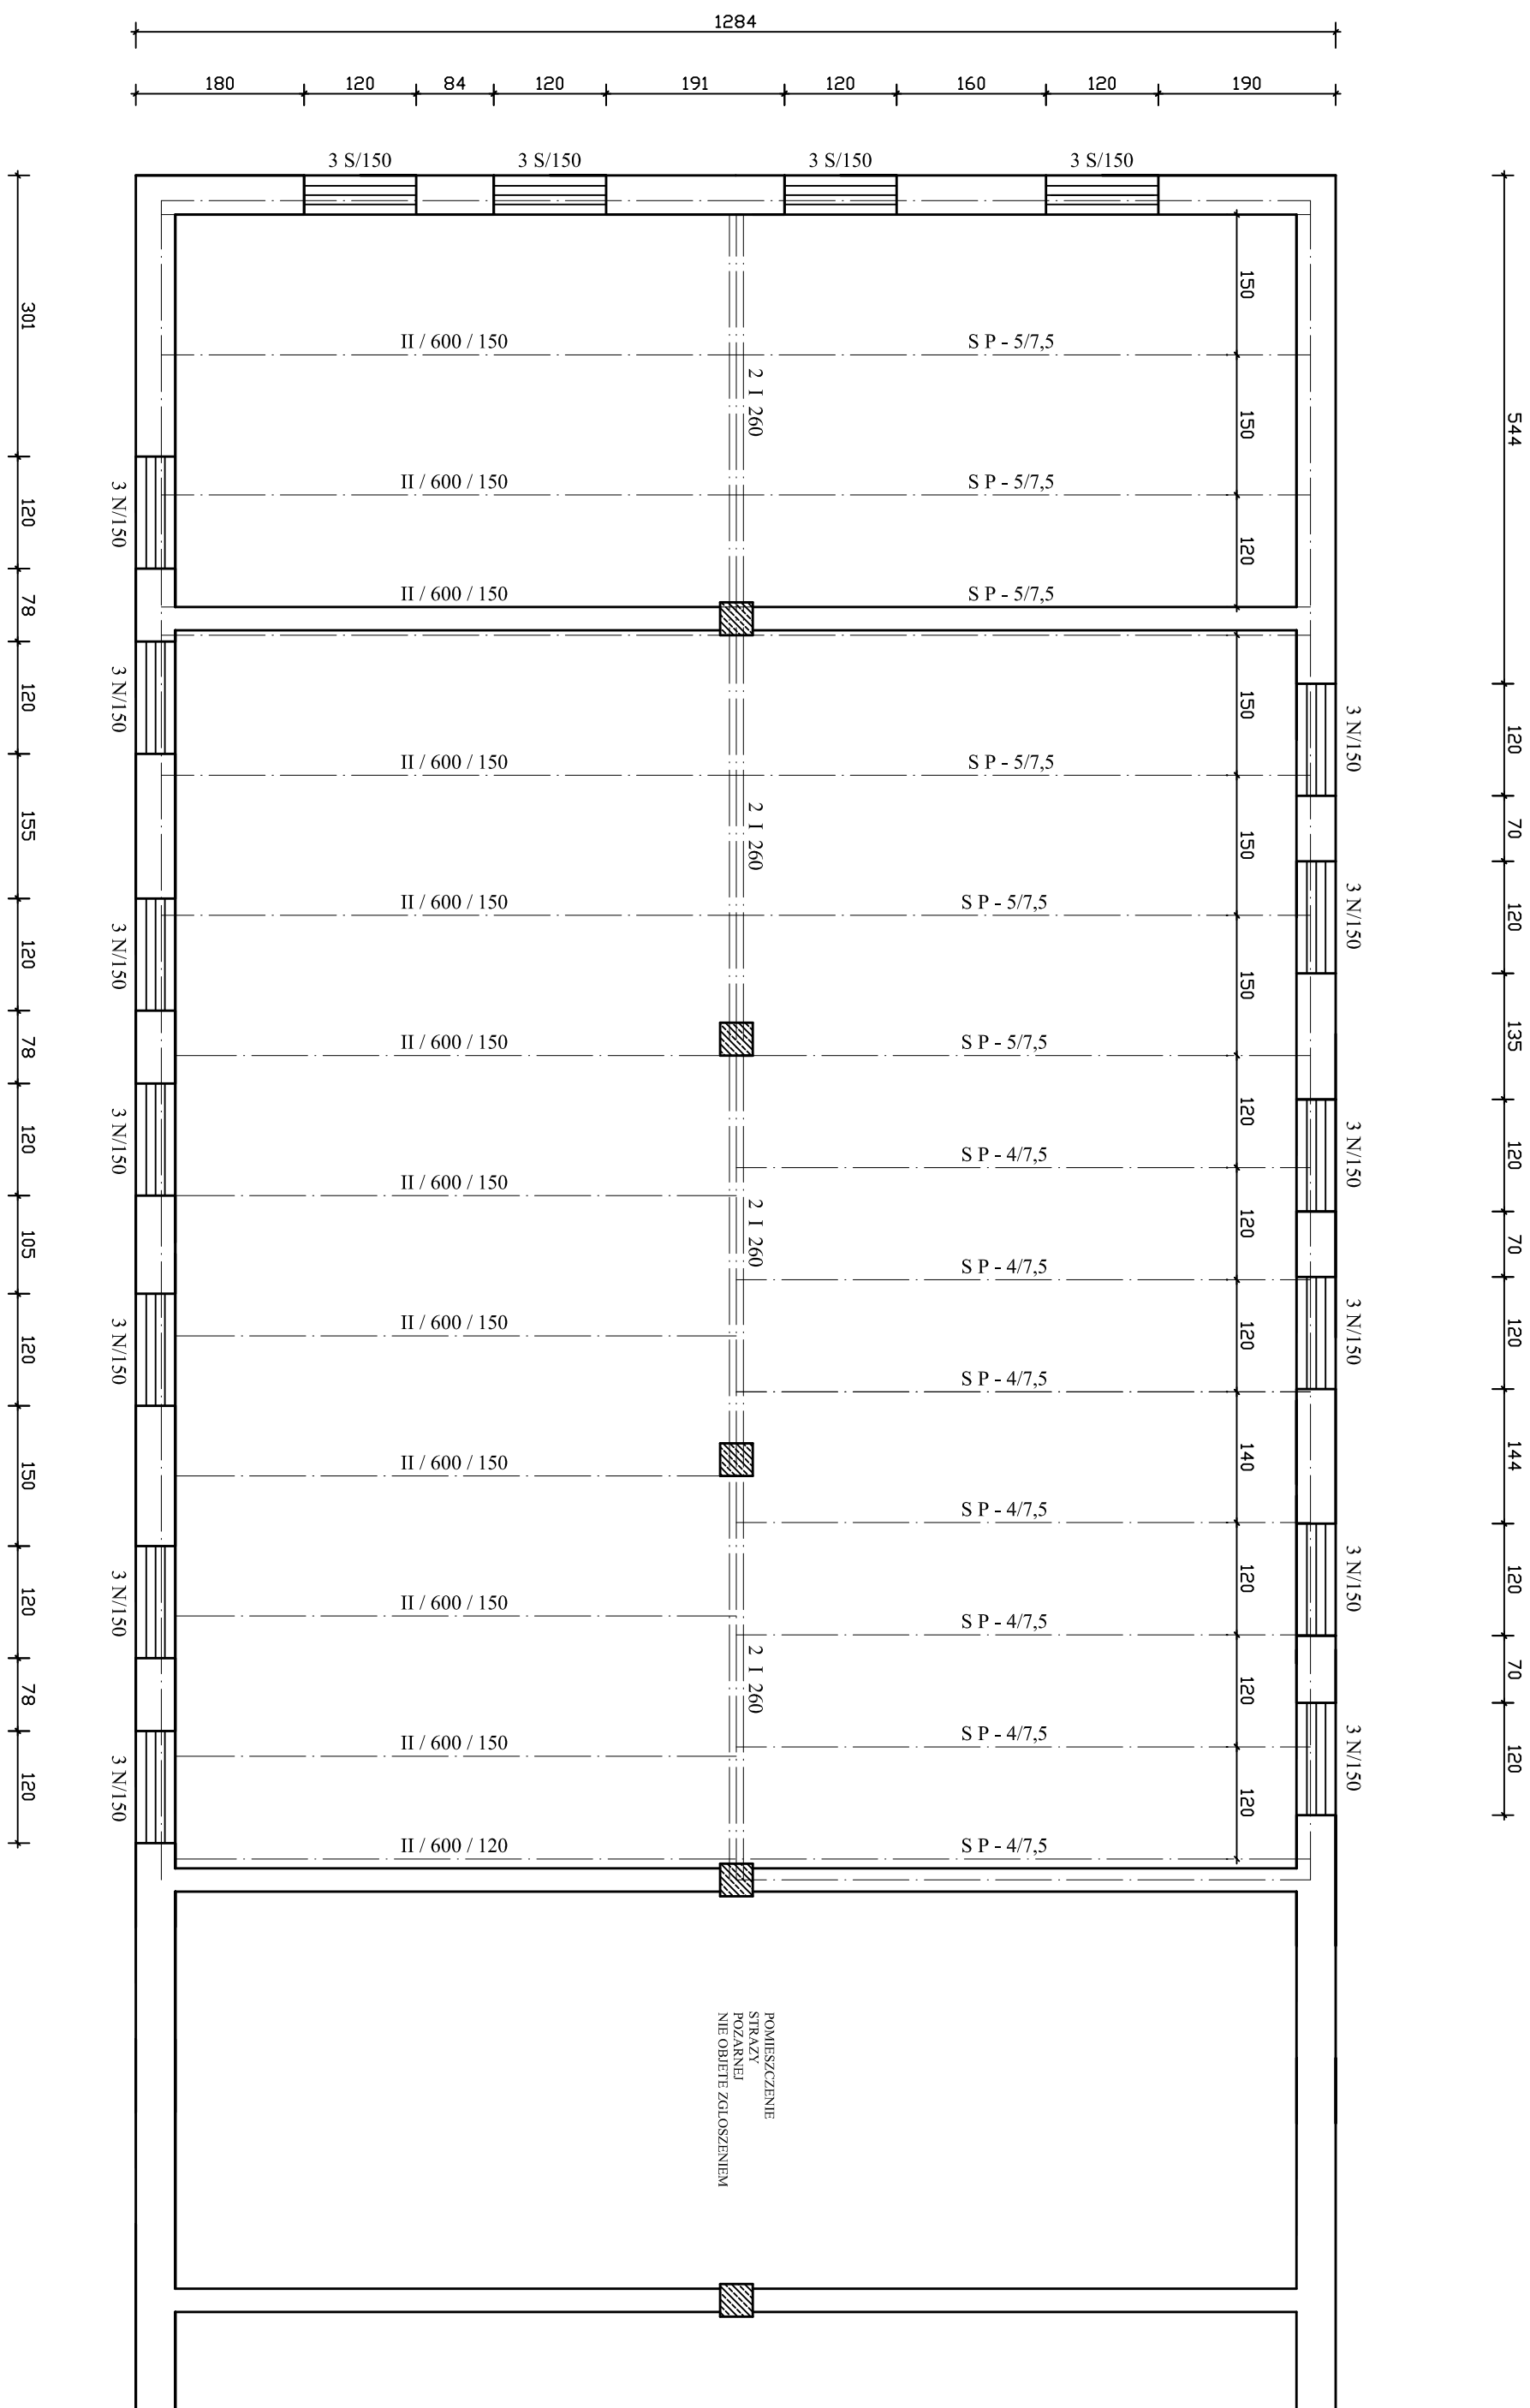 1284
180 120 84 120 191 120 160 120 190
3 S/150 3 S/150 3 S/150 3 S/150
301
120
78
120
155
120
78
120
105
120
150
120
78
120
3 N/150
3 N/150
3 N/150
3 N/150
3 N/150
3 N/150
3 N/150
II / 600 / 150
II / 600 / 150
II / 600 / 150
II / 600 / 150
II / 600 / 150
II / 600 / 150
II / 600 / 150
II / 600 / 150
II / 600 / 150
II / 600 / 150
II / 600 / 150
II / 600 / 120
2 I 260
2 I 260
2 I 260
2 I 260
S P - 5/7,5
S P - 5/7,5
S P - 5/7,5
S P - 5/7,5
S P - 5/7,5
S P - 5/7,5
S P - 4/7,5
S P - 4/7,5
S P - 4/7,5
S P - 4/7,5
S P - 4/7,5
S P - 4/7,5
S P - 4/7,5
150
150
120
150
150
150
120
120
120
140
120
120
120
3 N/150
3 N/150
3 N/150
3 N/150
3 N/150
3 N/150
544
120
70
120
135
120
70
120
144
120
70
120
POMIESZCZENIE
STRAZY
POZARNEJ
NIE OBJETE ZGLOSZENIEM